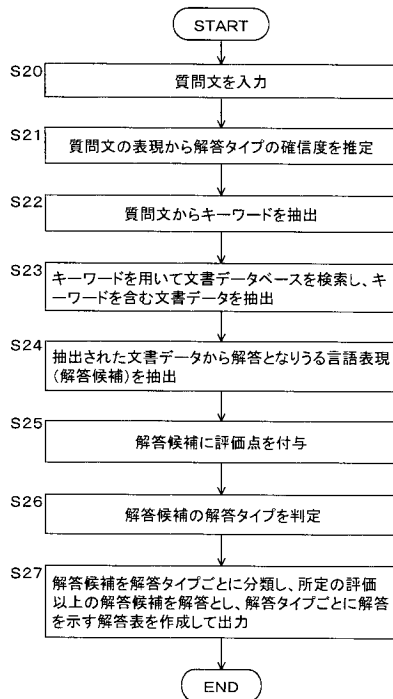 START
S20
質問文を入力
S21
質問文の表現から解答タイプの確信度を推定
S22
質問文からキーワードを抽出
S23
キーワードを用いて文書データベースを検索し、キ
ーワードを含む文書データを抽出
S24
抽出された文書データから解答となりうる言語表現
(解答候補)を抽出
S25
解答候補に評価点を付与
S26
解答候補の解答タイプを判定
S27
解答候補を解答タイプごとに分類し、所定の評価
以上の解答候補を解答とし、解答タイプごとに解答
を示す解答表を作成して出力
END